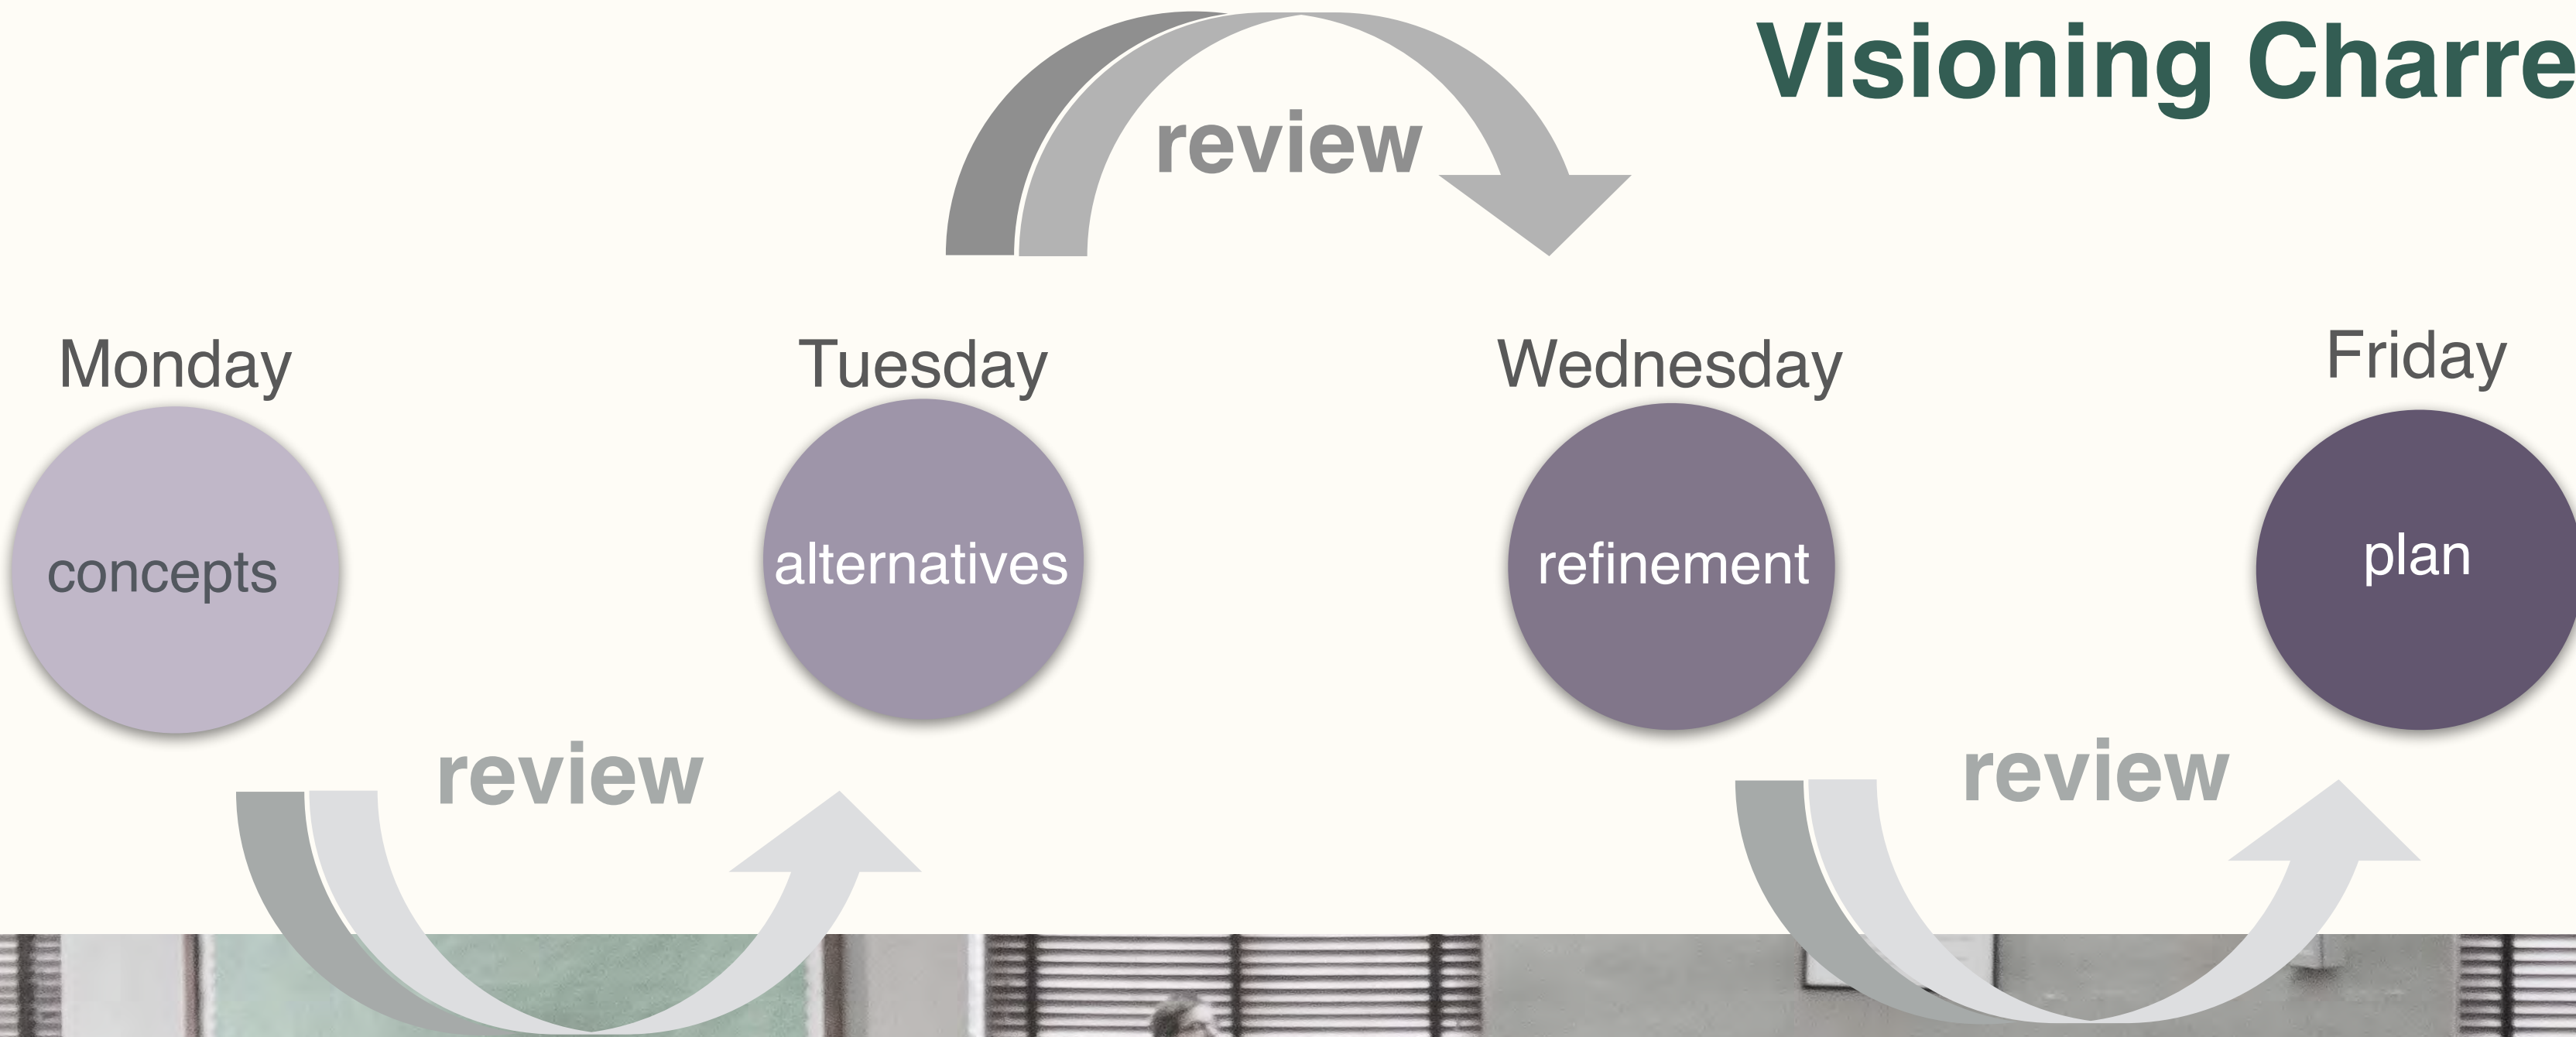 Visioning Charre
review
Monday
Tuesday
Wednesday
Friday
concepts
alternatives
refinement
plan
review
review